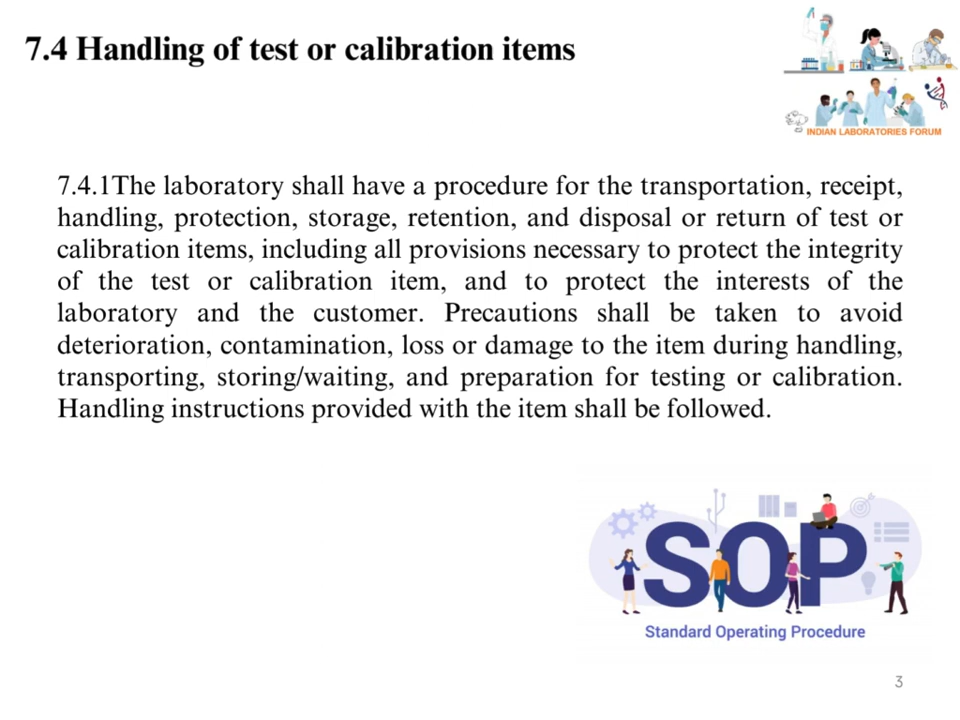 7.4 Handling of test or calibration items
INDIAN LABORATORIES FORUM
7.4.1The laboratory shall have a procedure for the transportation, receipt,
handling, protection, storage, retention, and disposal or return of test or
calibration items, including all provisions necessary to protect the integrity
of the test or calibration item, and to protect the interests of the
laboratory and the customer. Precautions shall be taken to avoid
deterioration, contamination, loss or damage to the item during handling,
transporting, storing/waiting, and preparation for testing or calibration.
Handling instructions provided with the item shall be followed.
SOP
Standard Operating Procedure
3